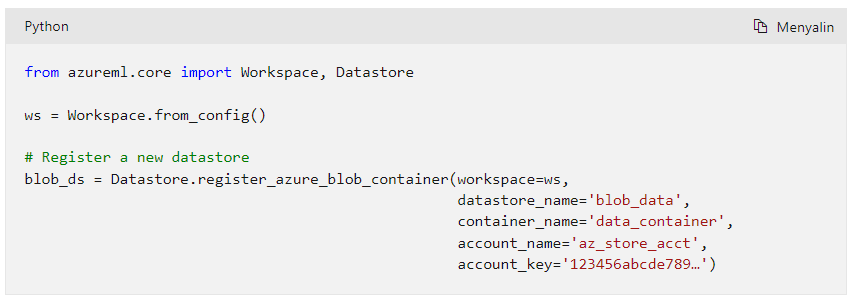 Python
Menyalin
from azureml.core import Workspace, Datastore
ws = Workspace.from_config()
# Register a new datastore
blob_ds = Datastore.register_azure_blob_container(workspace=ws,
datastore_name='blob_data',
container_name='data_container',
account_name='az_store_acct',
account_key='123456abcde789…')